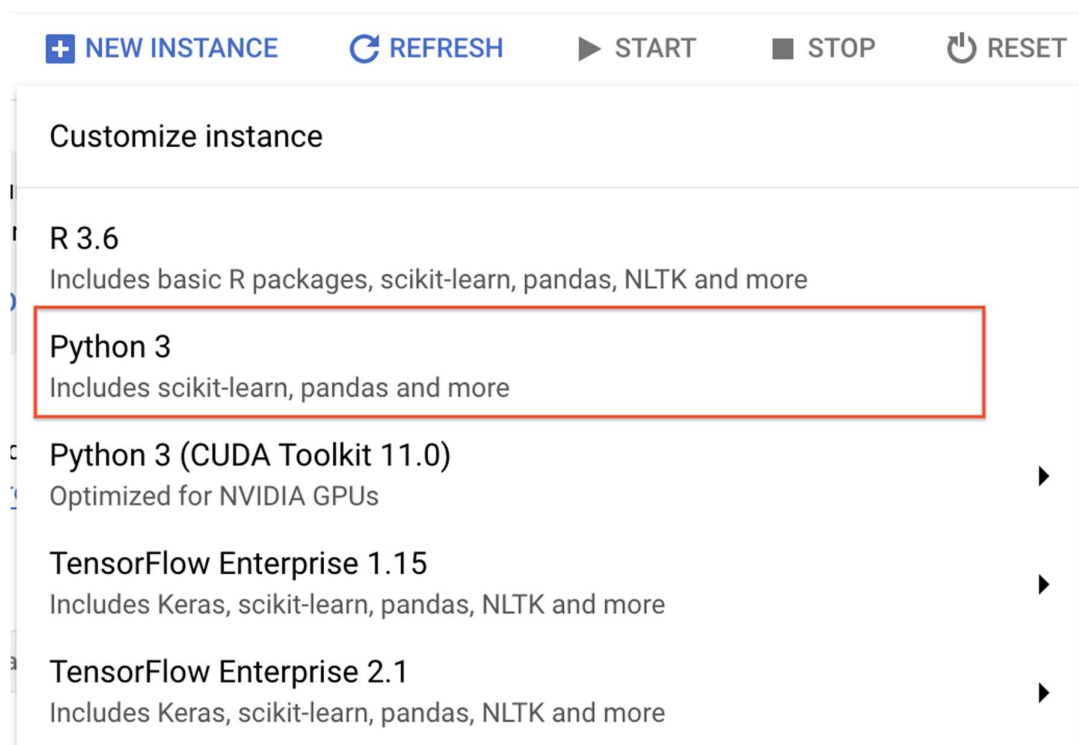 NEW INSTANCE REFRESH START STOP RESET
Customize instance
R 3.6
Includes basic R packages, scikit-learn, pandas, NLTK and more
Python 3
Includes scikit-learn, pandas and more
Python 3 (CUDA Toolkit 11.0)
Optimized for NVIDIA GPUs
TensorFlow Enterprise 1.15
Includes Keras, scikit-learn, pandas, NLTK and more
TensorFlow Enterprise 2.1
Includes Keras, scikit-learn, pandas, NLTK and more